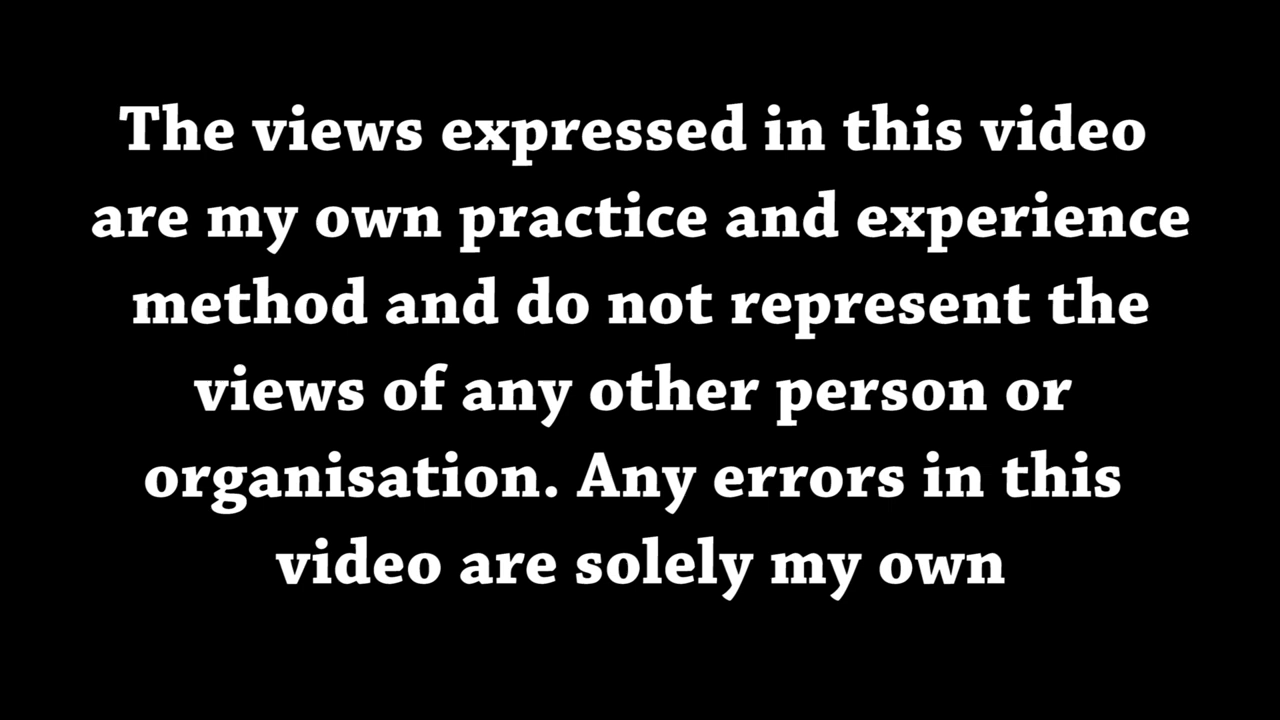 The views expressed in this video
are my own practice and experience
method and do not represent the
views of any other person or
organisation. Any errors in this
video are solely my own